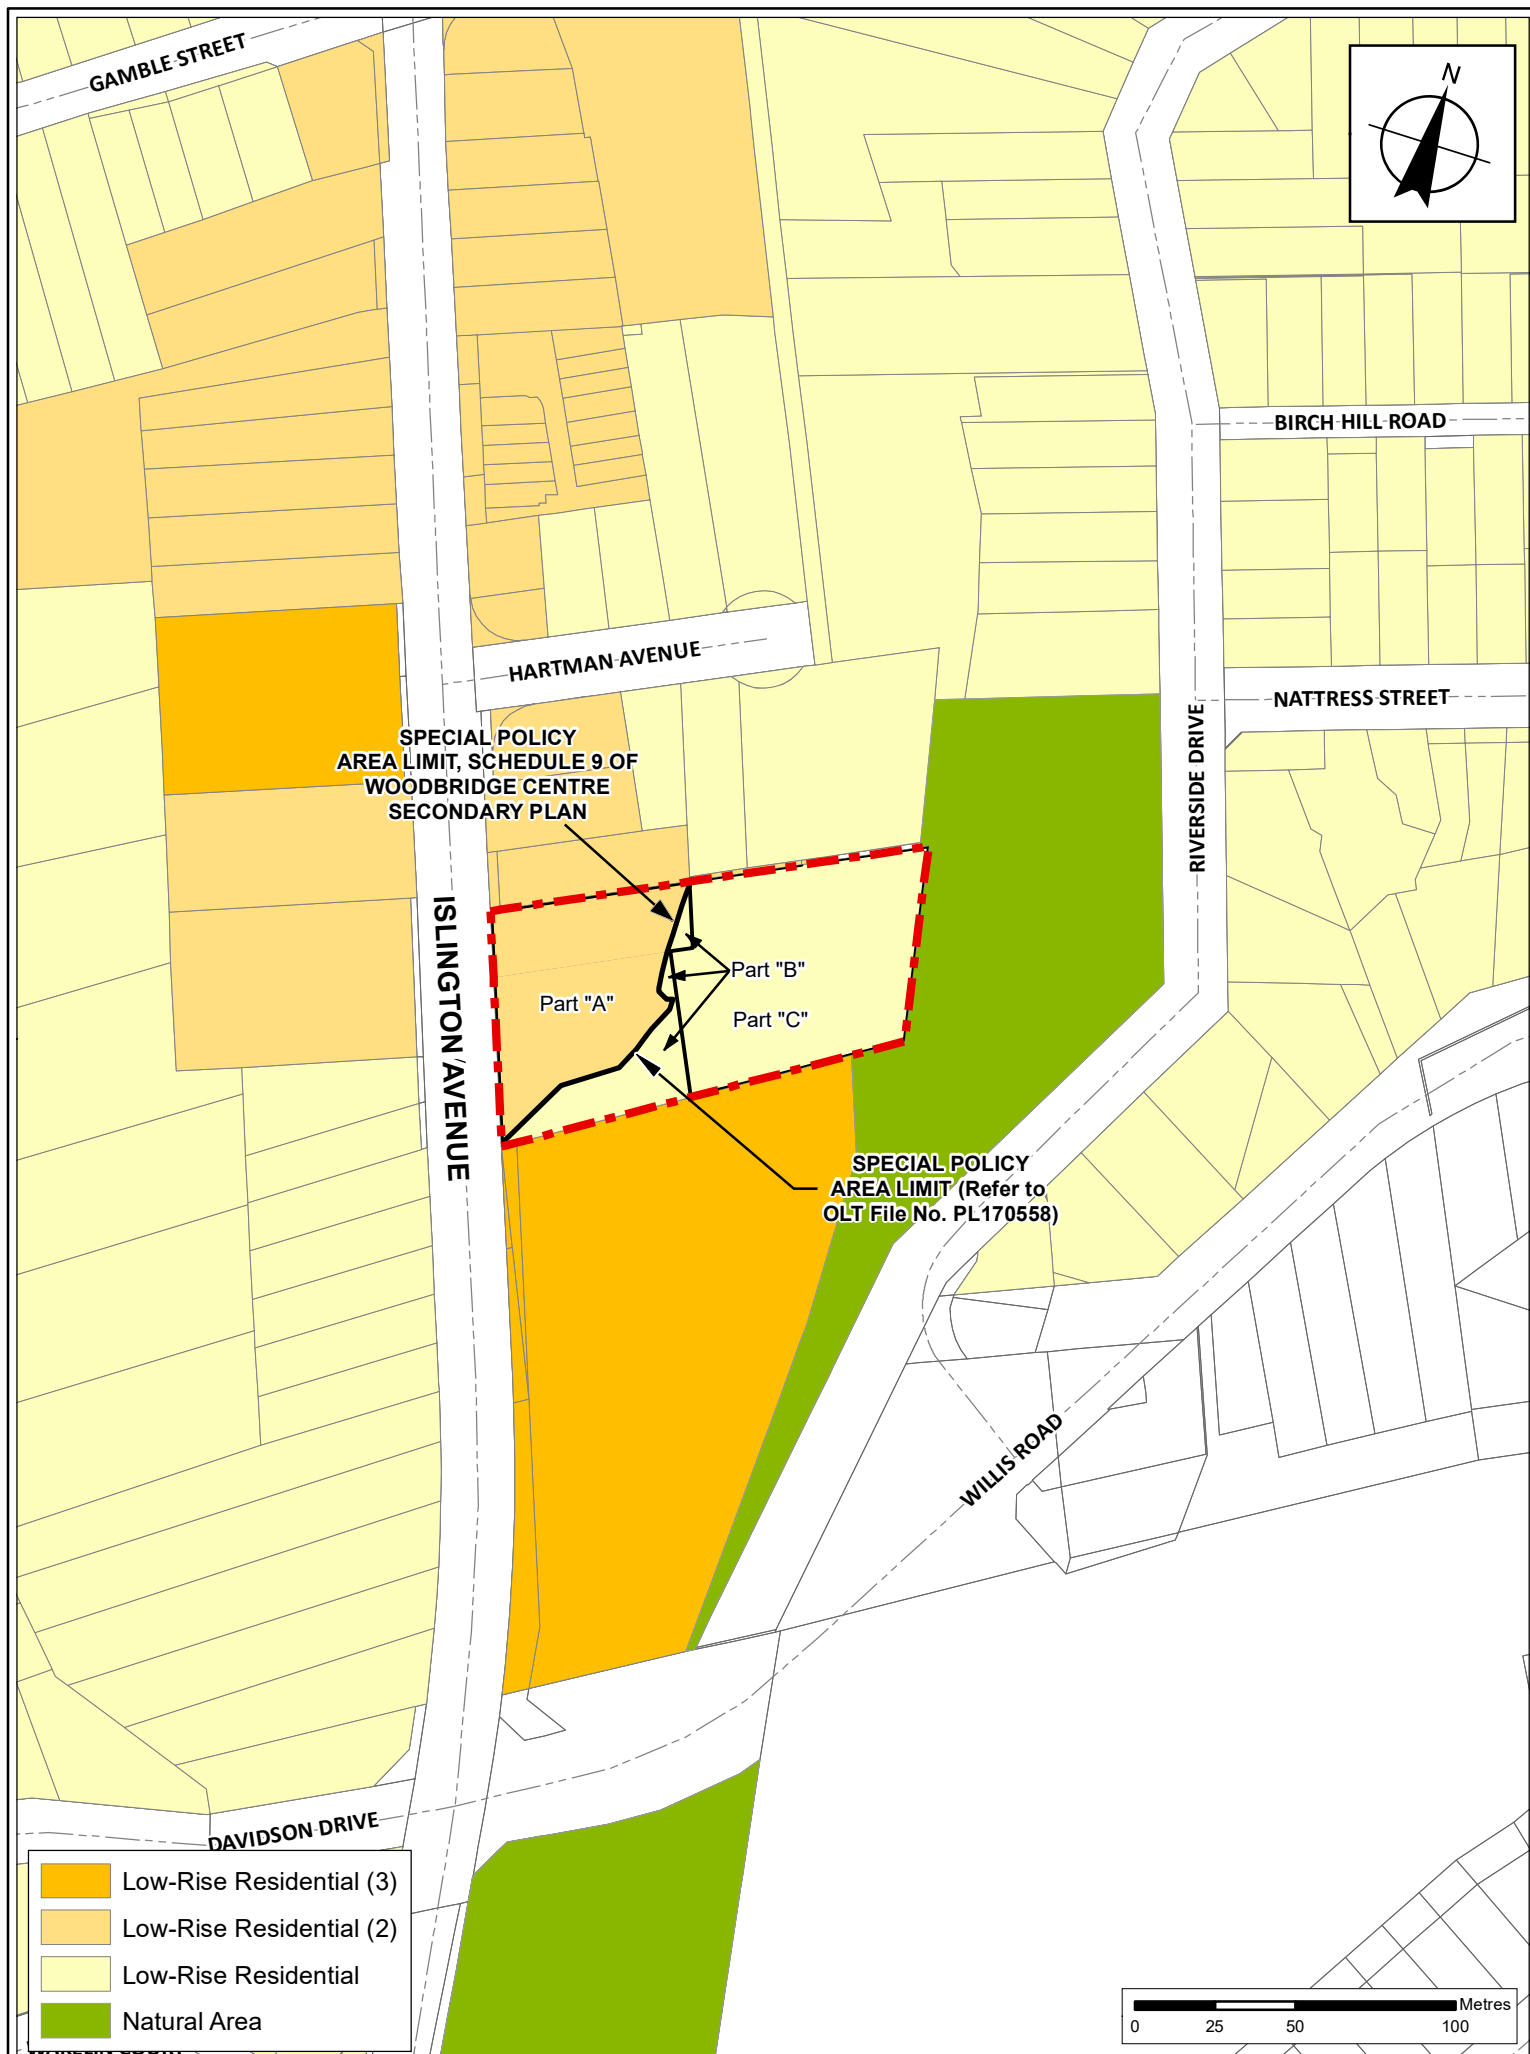 GAMBLE STREET
N
BIRCH HILL ROAD
HARTMAN AVENUE
NATTRESS STREET
RIVERSIDE DRIVE
SPECIAL POLICY
AREA LIMIT, SCHEDULE 9 OF
WOODBRIDGE CENTRE
SECONDARY PLAN
ISLINGTON AVENUE
Part "B"
Part "A"
Part "C"
SPECIAL POLICY
AREA LIMIT (Refer to
OLT File No. PL170558)
WILLIS ROAD
DAVIDSON DRIVE
Low-Rise Residential (3)
Low-Rise Residential (2)
Low-Rise Residential
Natural Area
Metres
0 25 50 100